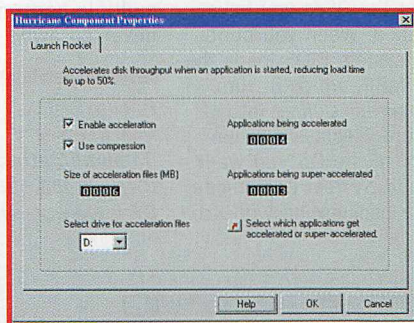 Hurricane Component Properties
Launch Rocket
Accelerates disk throughput when an application is started, reducing load time
by up to 50%.
Enable acceleration
Use compression
Applications being accelerated
0004
Size of acceleration files (MB)
0006
Applications being super-accelerated
0003
Select drive for acceleration files
D:
Select which applications get
accelerated or super-accelerated.
Help
OK
Cancel